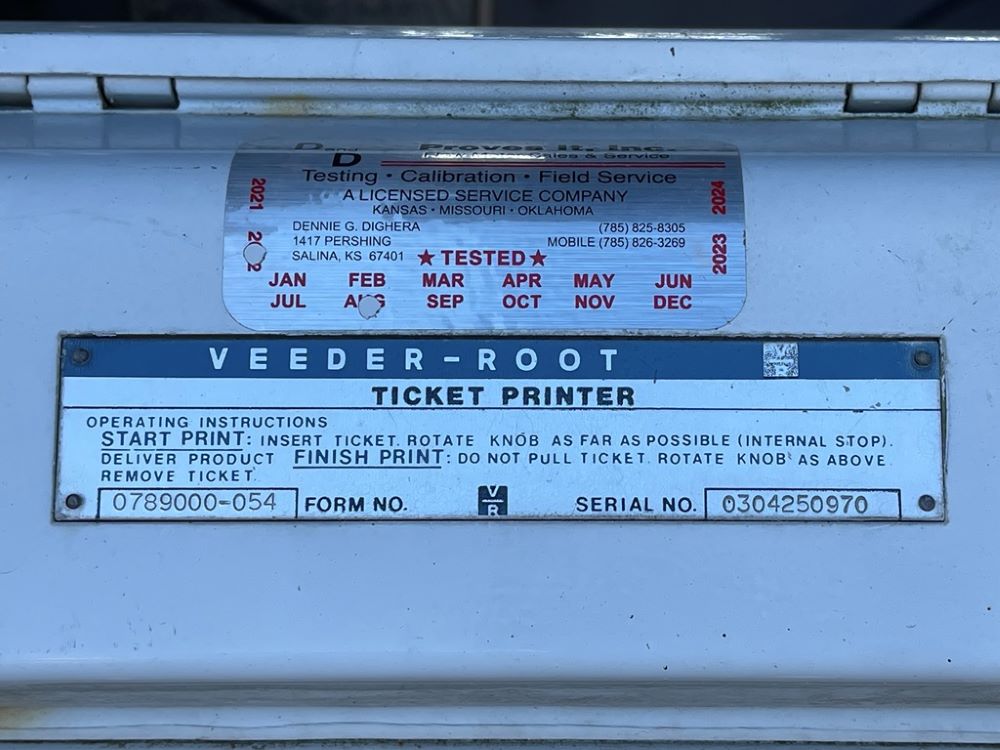 D and Proves It, Inc.
D Sales & Service
Testing • Calibration • Field Service
A LICENSED SERVICE COMPANY
KANSAS • MISSOURI • OKLAHOMA
DENNIE G. DIGHERA (785) 825-8305
1417 PERSHING MOBILE (785) 826-3269
SALINA, KS 67401 ★ TESTED ★
2021
2024
2023
JAN FEB MAR APR MAY JUN
JUL SEP OCT NOV DEC
VEEDER-ROOT
TICKET PRINTER
OPERATING INSTRUCTIONS
START PRINT: INSERT TICKET. ROTATE KNOB AS FAR AS POSSIBLE (INTERNAL STOP).
DELIVER PRODUCT FINISH PRINT: DO NOT PULL TICKET. ROTATE KNOB AS ABOVE.
REMOVE TICKET.
0789000-054 FORM NO. V R SERIAL NO. 0304250970